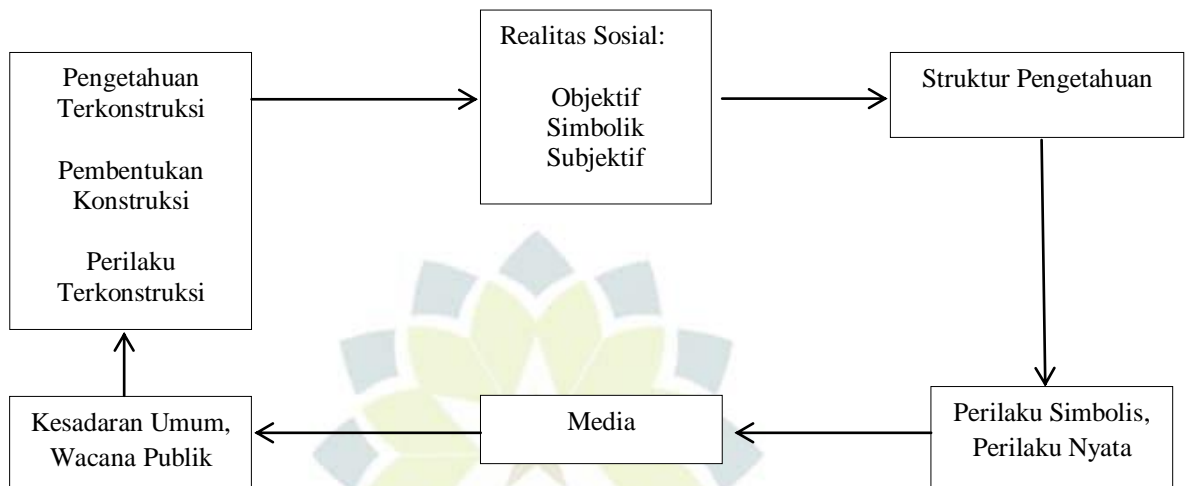 Pengetahuan
Terkonstruksi
Pembentukan
Konstruksi
Perilaku
Terkonstruksi
Realitas Sosial:
Objektif
Simbolik
Subjektif
Struktur Pengetahuan
Perilaku Simbolis,
Perilaku Nyata
Media
Kesadaran Umum,
Wacana Publik